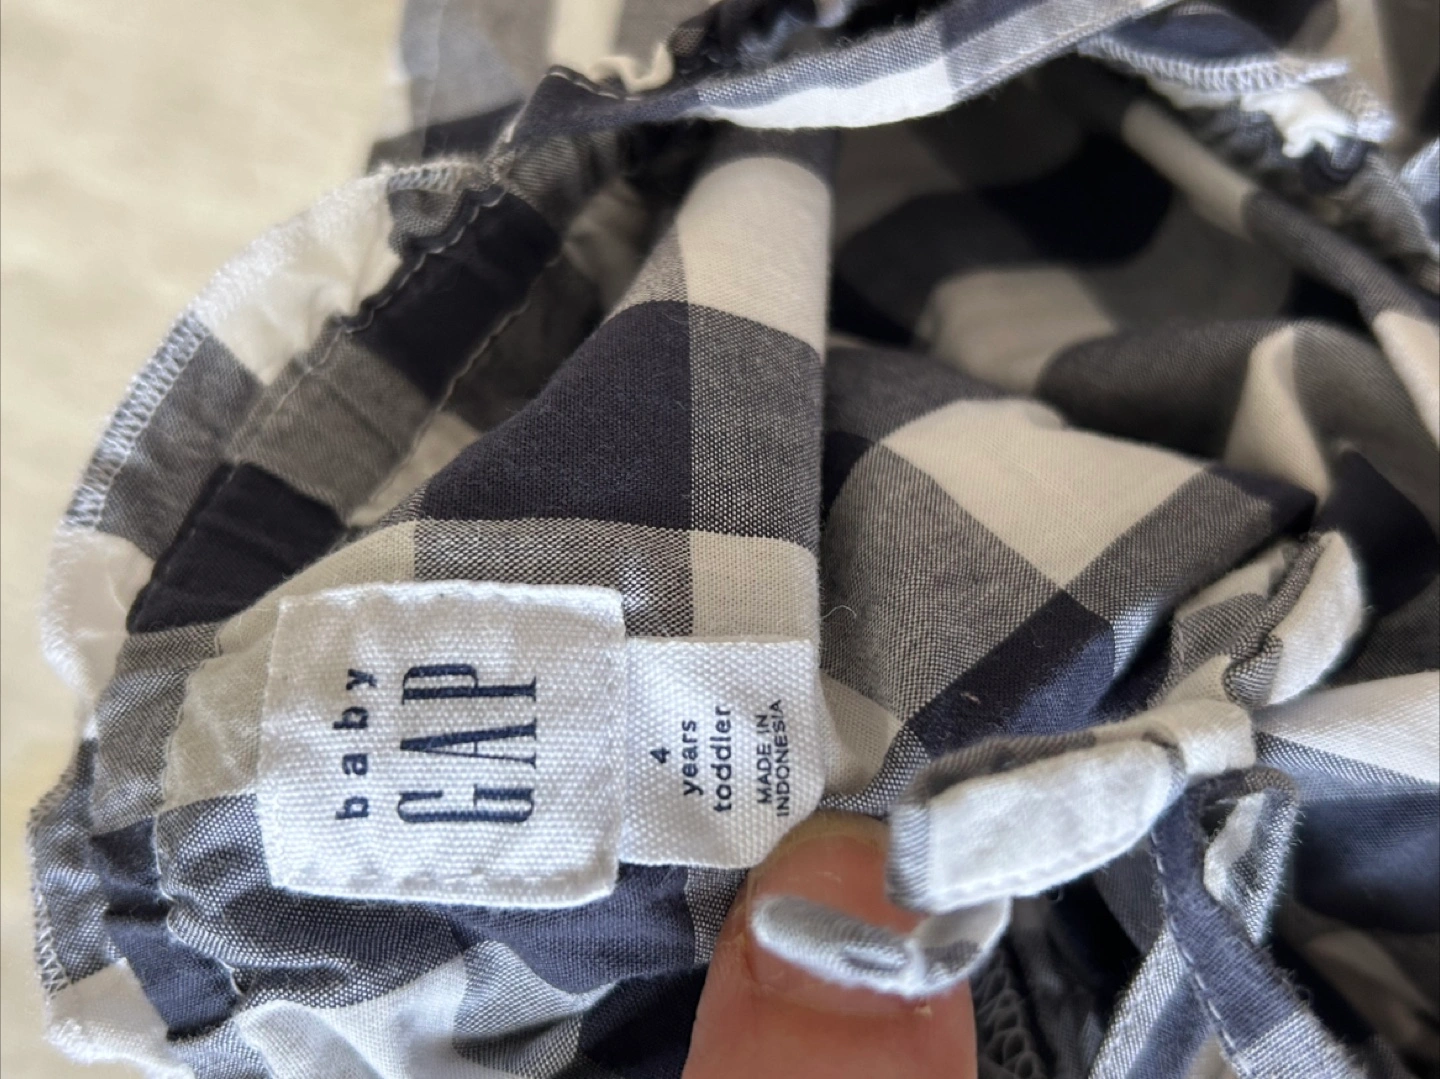 baby
GAP
4
years
toddler
MADE IN
INDONESIA